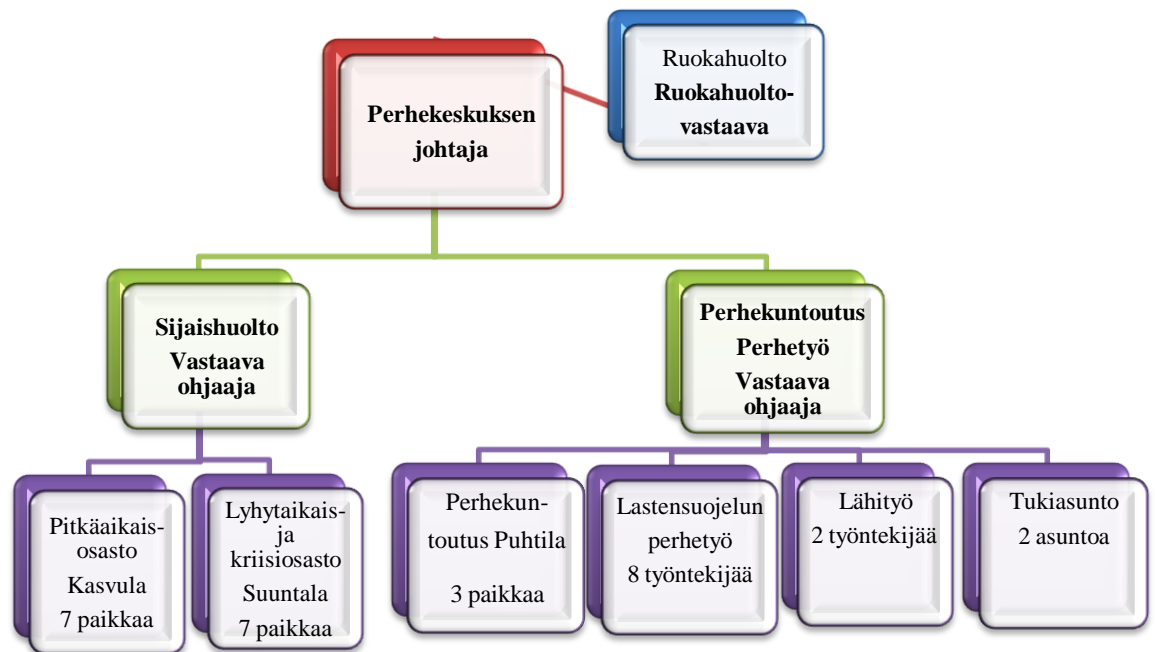 Perhekeskuksen
johtaja
Ruokahuolto
Ruokahuolto-
vastaava
Sijaishuolto
Vastaava
ohjaaja
Perhekuntoutus
Perhetyö
Vastaava
ohjaaja
Pitkäaikais-
osasto
Kasvula
7 paikkaa
Lyhytaikais-
ja
kriisiosasto
Suuntala
7 paikkaa
Perhekun-
toutus Puhtila
3 paikkaa
Lastensuojelun
perhetyö
8 työntekijää
Lähityö
2 työntekijää
Tukiasunto
2 asuntoa